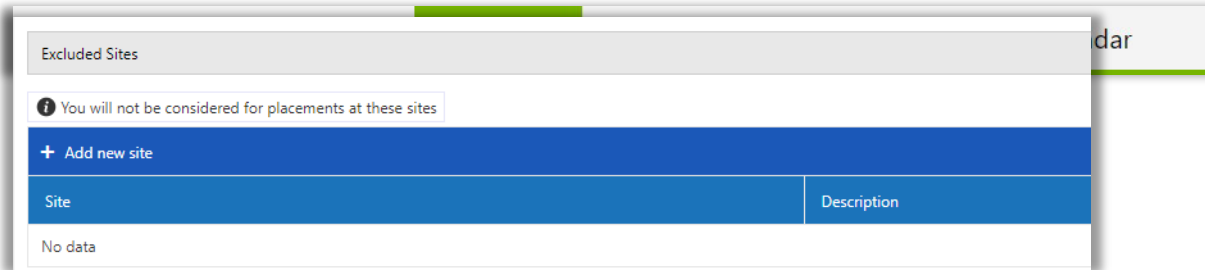 Excluded Sites
dar
You will not be considered for placements at these sites
+ Add new site
Site Description
No data